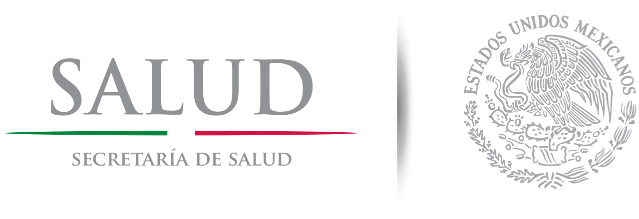 SALUD
SECRETARÍA DE SALUD
ESTADOS UNIDOS MEXICANOS